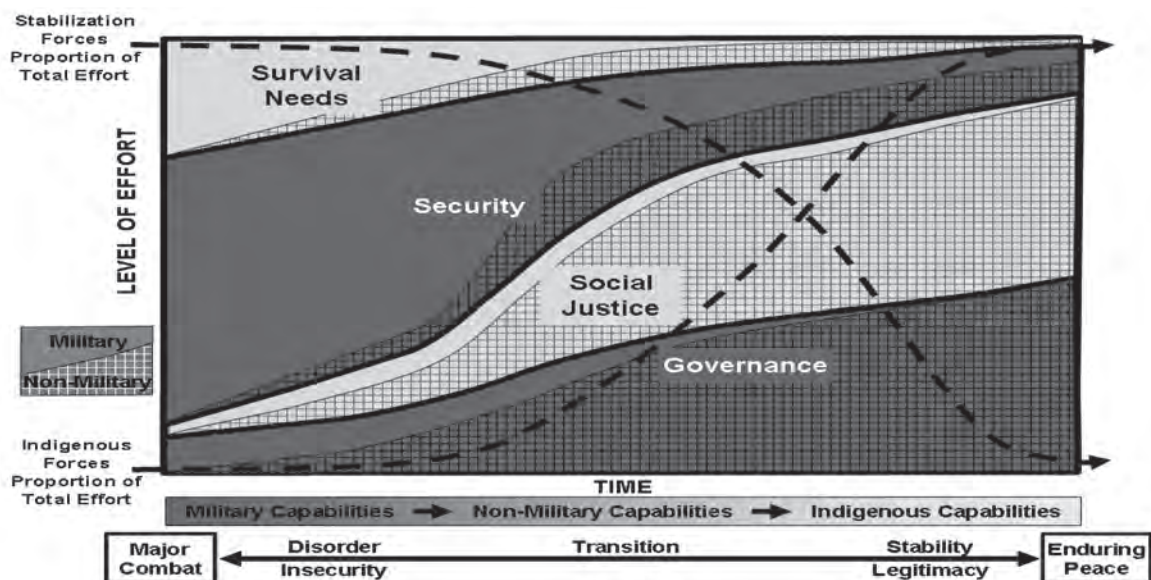 Stabilization
Forces
Proportion of
Total Effort
Survival
Needs
LEVEL OF EFFORT
Security
Social
Justice
Military
Non-Military
Governance
Indigenous
Forces
Proportion of
Total Effort
TIME
Military Capabilities
Non-Military Capabilities
Indigenous Capabilities
Major
Combat
Disorder
Insecurity
Transition
Stability
Legitimacy
Enduring
Peace